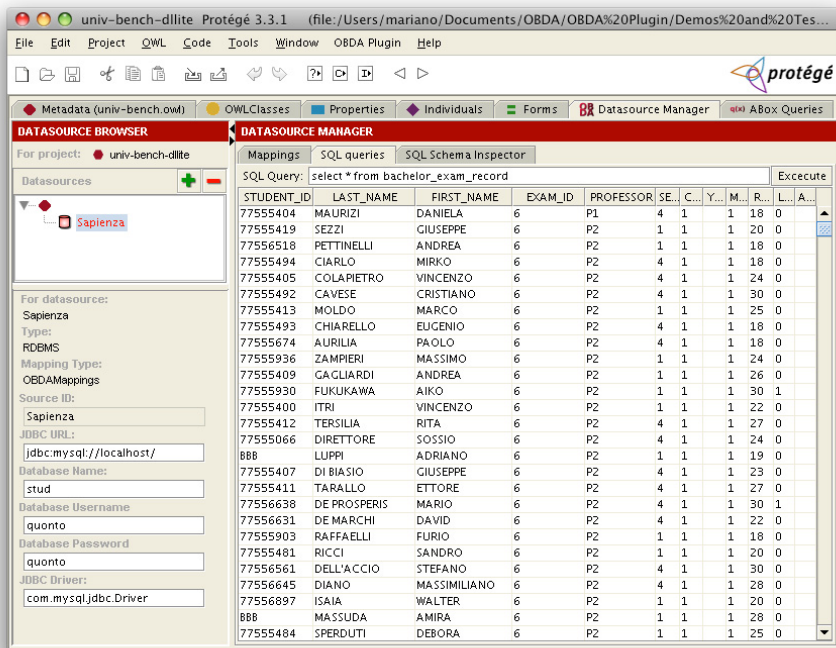 univ-bench-dllite Protégé 3.3.1 (file:/Users/mariano/Documents/OBDA/OBDA%20Plugin/Demos%20and%20Tes...
File Edit Project OWL Code Tools Window OBDA Plugin Help
protégé
Metadata (univ-bench.owl) OWLClasses Properties Individuals Forms Datasource Manager q(x) ABox Queries
DATASOURCE BROWSER
For project: univ-bench-dllite
Datasources
Sapienza
For datasource:
Sapienza
Type:
RDBMS
Mapping Type:
OBDAMappings
Source ID:
Sapienza
JDBC URL:
jdbc:mysql://localhost/
Database Name:
stud
Database Username
quonto
Database Password
quonto
JDBC Driver:
com.mysql.jdbc.Driver
DATASOURCE MANAGER
Mappings SQL queries SQL Schema Inspector
SQL Query: select * from bachelor_exam_record Excecute
STUDENT_ID LAST_NAME FIRST_NAME EXAM_ID PROFESSOR SE... C... Y... M... R... L... A...
77555404 MAURIZI DANIELA 6 P1 4 1 1 18 0
77555419 SEZZI GIUSEPPE 6 P2 1 1 1 20 0
77556518 PETTINELLI ANDREA 6 P2 1 1 1 18 0
77555494 CIARLO MIRKO 6 P2 4 1 1 18 0
77555405 COLAPIETRO VINCENZO 6 P2 4 1 1 24 0
77555492 CAVESE CRISTIANO 6 P2 4 1 1 30 0
77555413 MOLDO MARCO 6 P2 1 1 1 25 0
77555493 CHIARELLO EUGENIO 6 P2 4 1 1 18 0
77555674 AURILIA PAOLO 6 P2 4 1 1 18 0
77555936 ZAMPIERI MASSIMO 6 P2 1 1 1 24 0
77555409 GAGLIARDI ANDREA 6 P2 4 1 1 26 0
77555930 FUKUKAWA AIKO 6 P2 1 1 1 30 1
77555400 ITRI VINCENZO 6 P2 1 1 1 22 0
77555412 TERSILIA RITA 6 P2 4 1 1 27 0
77555066 DIRETTORE SOSSIO 6 P2 4 1 1 24 0
BBB LUPPI ADRIANO 6 P2 1 1 1 19 0
77555407 DI BIASIO GIUSEPPE 6 P2 4 1 1 23 0
77555411 TARALLO ETTORE 6 P2 4 1 1 27 0
77556638 DE PROSPERIS MARIO 6 P2 4 1 1 30 1
77556631 DE MARCHI DAVID 6 P2 4 1 1 22 0
77555903 RAFFAELLI FURIO 6 P2 1 1 1 18 0
77555481 RICCI SANDRO 6 P2 1 1 1 20 0
77556561 DELL'ACCIO STEFANO 6 P2 4 1 1 30 0
77556645 DIANO MASSIMILIANO 6 P2 4 1 1 28 0
77556897 ISAIA WALTER 6 P2 1 1 1 20 0
BBB MASSUDA AMIRA 6 P2 1 1 1 28 0
77555484 SPERDUTI DEBORA 6 P2 1 1 1 25 0